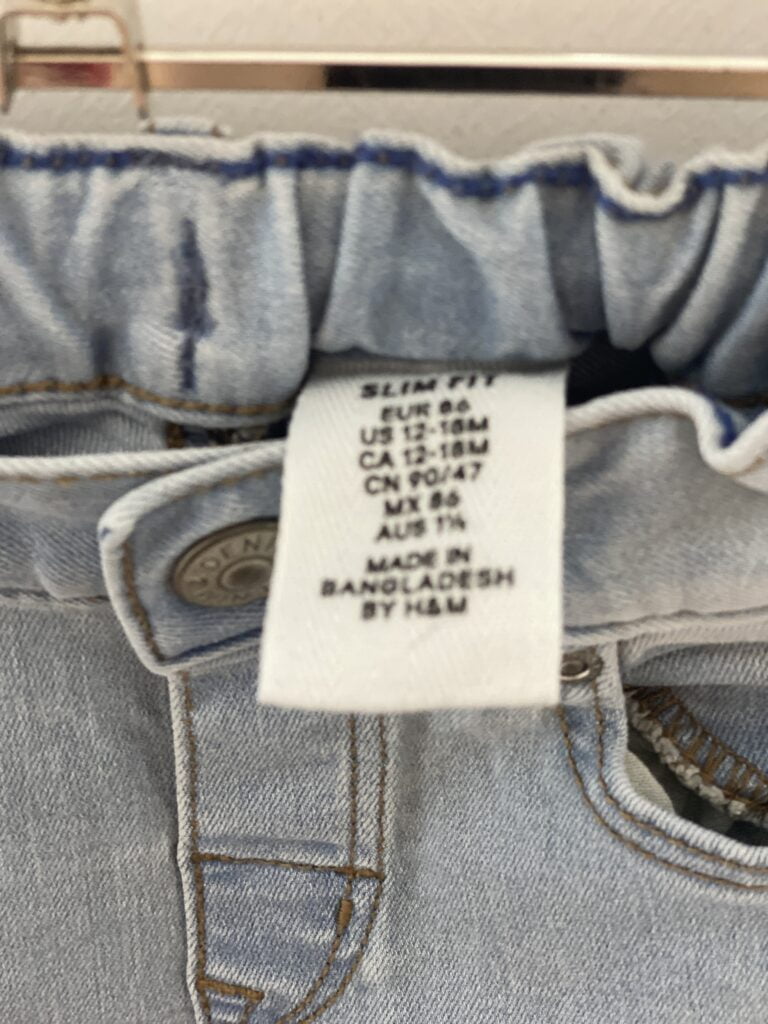 SLIM FIT
EUR 86
US 12-18M
CA 12-18M
CN 90/47
MX 86
AUS 1½
MADE IN
BANGLADESH
BY H&M